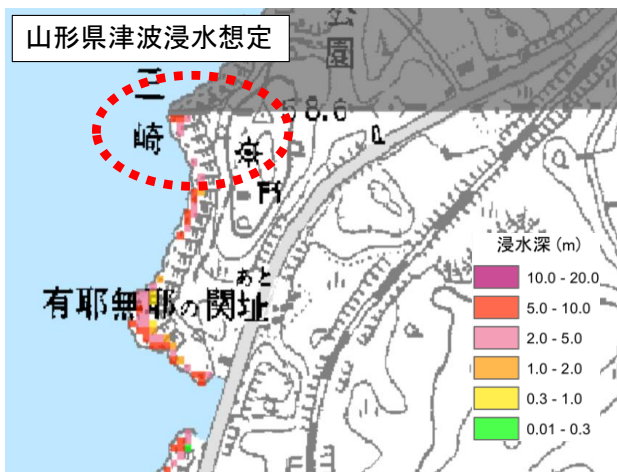 山形県津波浸水想定
公
園
三
崎
58.6
P
あと
有耶無耶の関址
浸水深 (m)
10.0 - 20.0
5.0 - 10.0
2.0 - 5.0
1.0 - 2.0
0.3 - 1.0
0.01 - 0.3